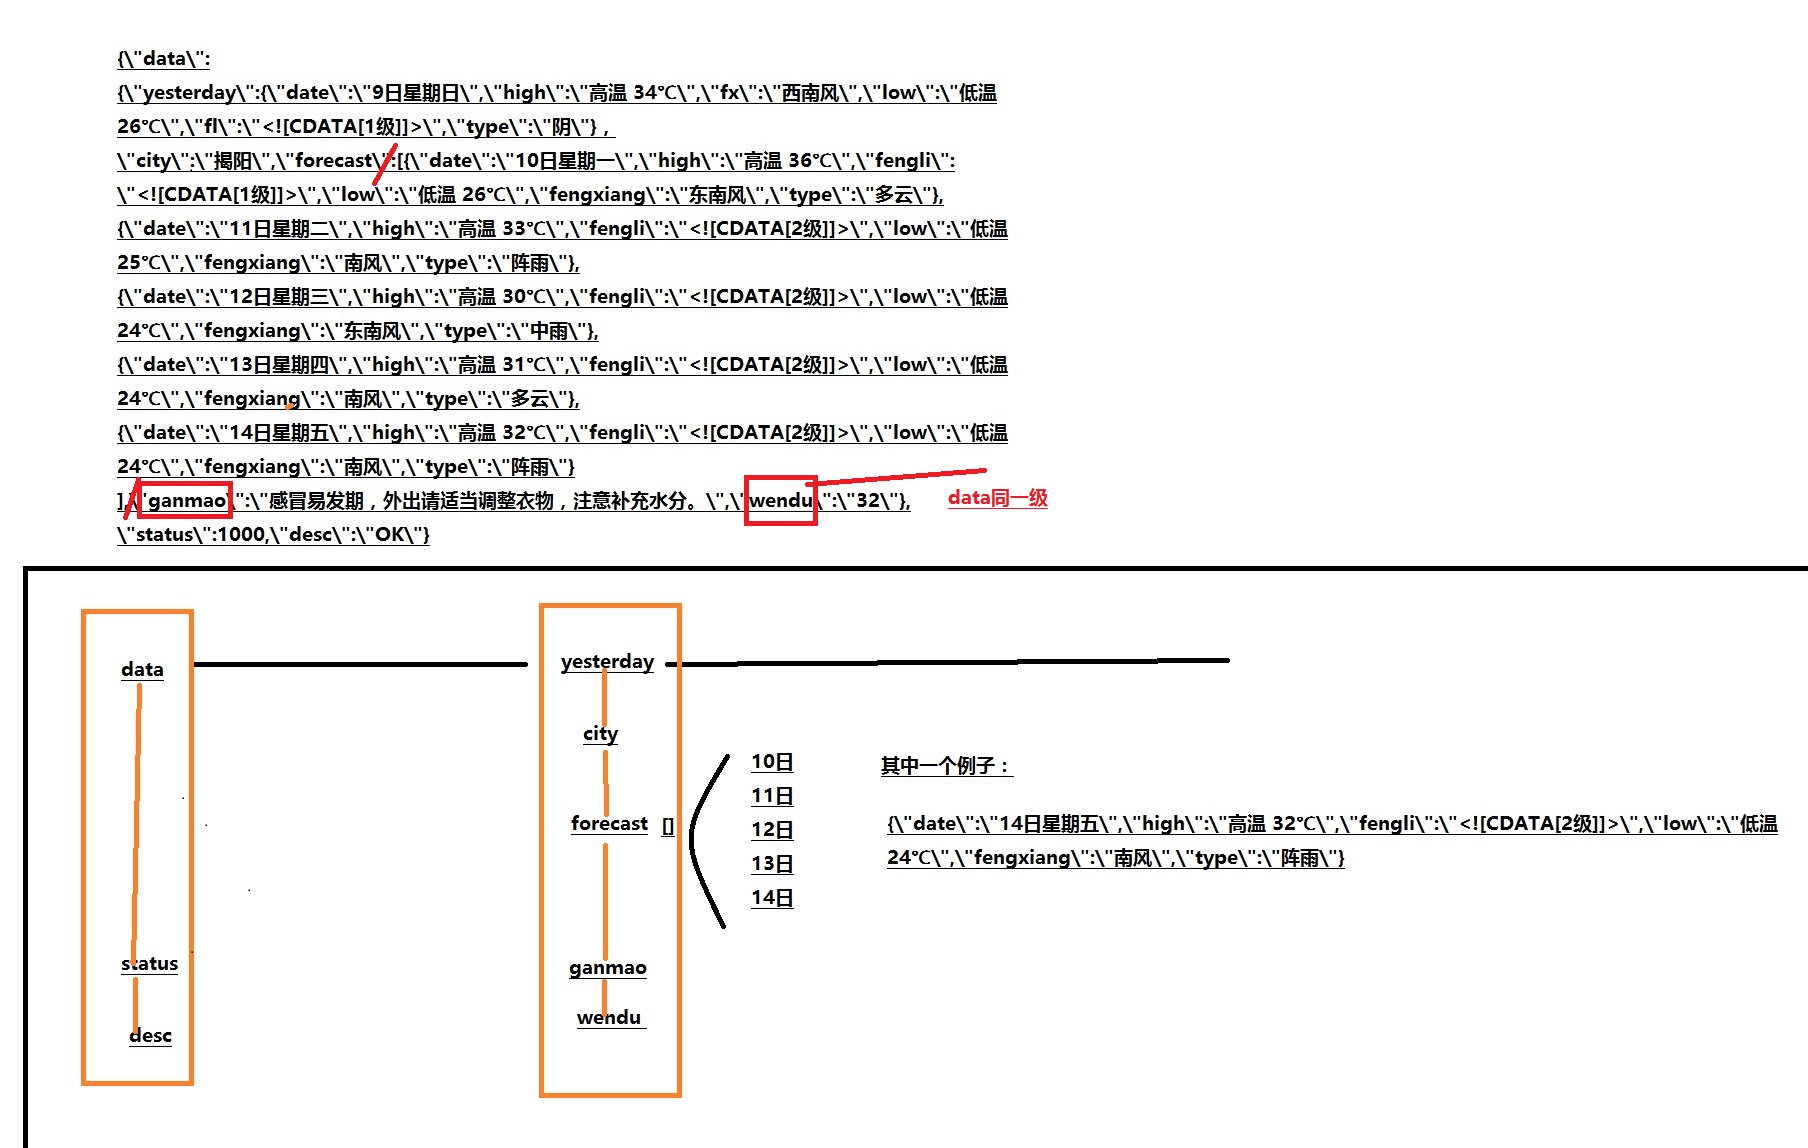 {\"data\":
{\"yesterday\":{\"date\":\"9日星期日\",\"high\":\"高温 34℃\",\"fx\":\"西南风\",\"low\":\"低温
26℃\",\"fl\":\"<![CDATA[1级]]>\",\"type\":\"阴\"}，
\"city\":\"揭阳\",\"forecast\":[{\"date\":\"10日星期一\",\"high\":\"高温 36℃\",\"fengli\":
\"<![CDATA[1级]]>\",\"low\":\"低温 26℃\",\"fengxiang\":\"东南风\",\"type\":\"多云\"},
{\"date\":\"11日星期二\",\"high\":\"高温 33℃\",\"fengli\":\"<![CDATA[2级]]>\",\"low\":\"低温
25℃\",\"fengxiang\":\"南风\",\"type\":\"阵雨\"},
{\"date\":\"12日星期三\",\"high\":\"高温 30℃\",\"fengli\":\"<![CDATA[2级]]>\",\"low\":\"低温
24℃\",\"fengxiang\":\"东南风\",\"type\":\"中雨\"},
{\"date\":\"13日星期四\",\"high\":\"高温 31℃\",\"fengli\":\"<![CDATA[2级]]>\",\"low\":\"低温
24℃\",\"fengxiang\":\"南风\",\"type\":\"多云\"},
{\"date\":\"14日星期五\",\"high\":\"高温 32℃\",\"fengli\":\"<![CDATA[2级]]>\",\"low\":\"低温
24℃\",\"fengxiang\":\"南风\",\"type\":\"阵雨\"}
],\"ganmao\":\"感冒易发期，外出请适当调整衣物，注意补充水分。\",\"wendu\":\"32\"},
data同一级
\"status\":1000,\"desc\":\"OK\"}
data
status
desc
yesterday
city
forecast []
ganmao
wendu
10日
11日
12日
13日
14日
其中一个例子：
{\"date\":\"14日星期五\",\"high\":\"高温 32℃\",\"fengli\":\"<![CDATA[2级]]>\",\"low\":\"低温
24℃\",\"fengxiang\":\"南风\",\"type\":\"阵雨\"}